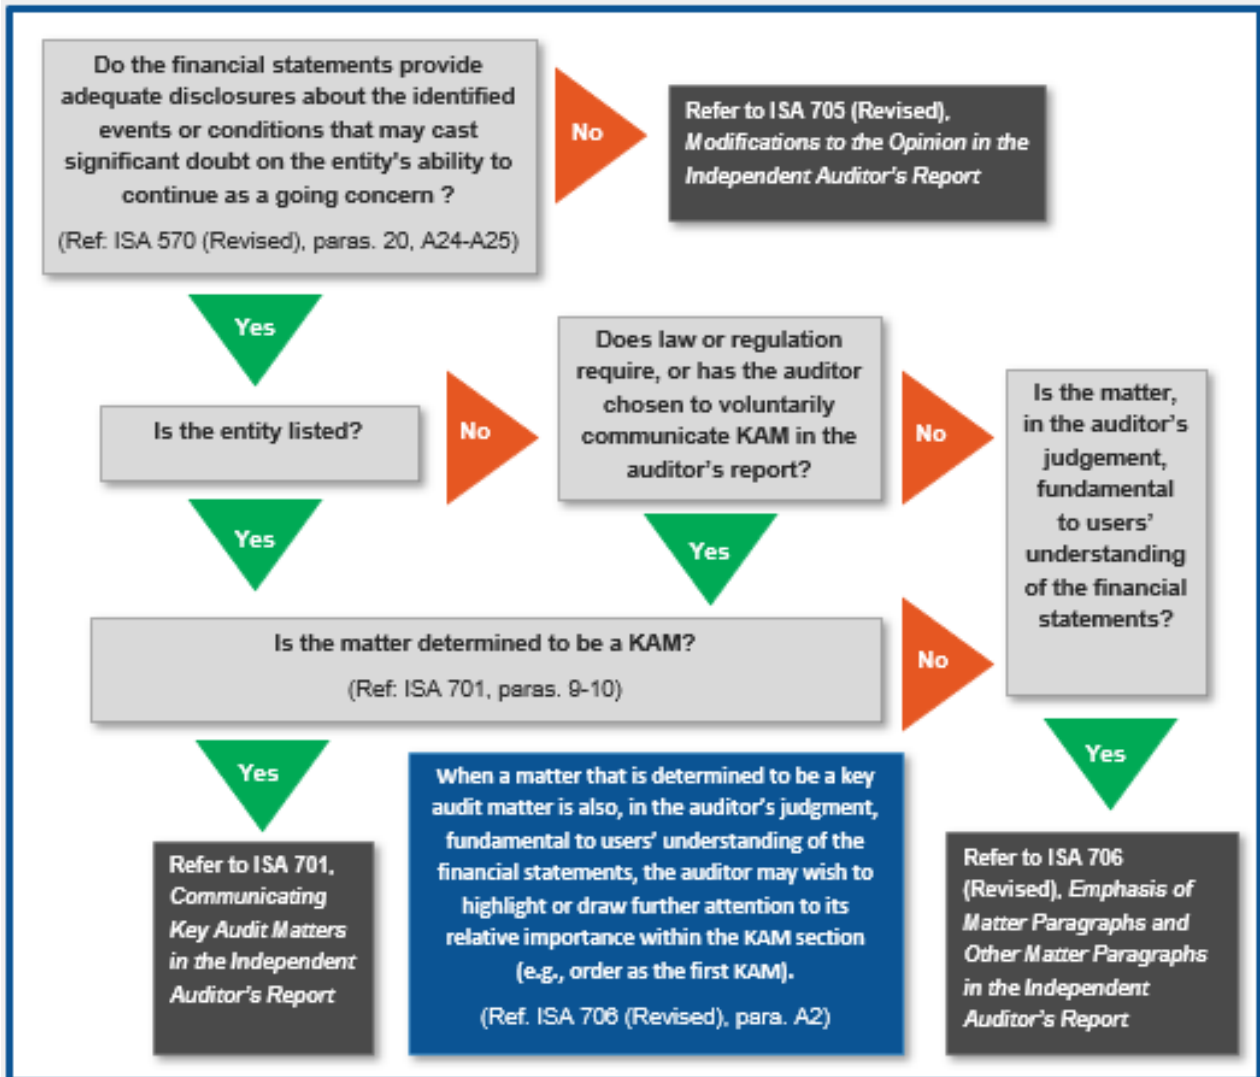 Do the financial statements provide
adequate disclosures about the identified
events or conditions that may cast
significant doubt on the entity's ability to
continue as a going concern ?
(Ref: ISA 570 (Revised), paras. 20, A24-A25)
No
Refer to ISA 705 (Revised),
Modifications to the Opinion in the
Independent Auditor's Report
Yes
Is the entity listed?
No
Does law or regulation
require, or has the auditor
chosen to voluntarily
communicate KAM in the
auditor's report?
No
Is the matter,
in the auditor's
judgement,
fundamental
to users'
understanding
of the financial
statements?
Yes
Yes
Is the matter determined to be a KAM?
(Ref: ISA 701, paras. 9-10)
No
Yes
Yes
Refer to ISA 701,
Communicating
Key Audit Matters
in the Independent
Auditor's Report
When a matter that is determined to be a key
audit matter is also, in the auditor's judgment,
fundamental to users' understanding of the
financial statements, the auditor may wish to
highlight or draw further attention to its
relative importance within the KAM section
(e.g., order as the first KAM).
(Ref. ISA 706 (Revised), para. A2)
Refer to ISA 706
(Revised), Emphasis of
Matter Paragraphs and
Other Matter Paragraphs
in the Independent
Auditor's Report